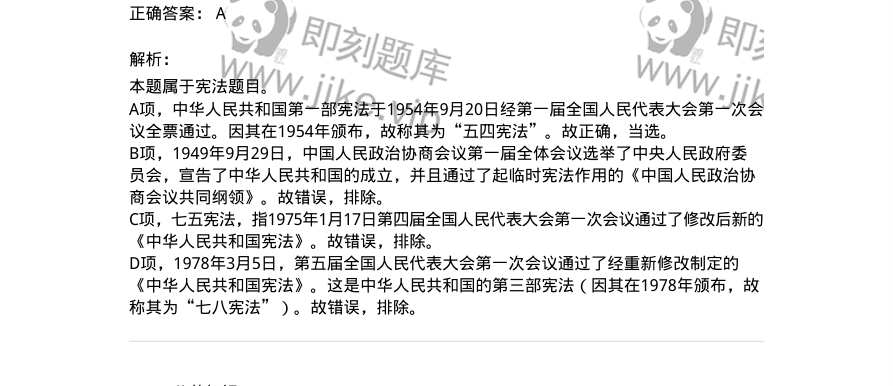 正确答案： A
即刻题库
www.jike.vip
即刻
www.
解析：
本题属于宪法题目。
A项，中华人民共和国第一部宪法于1954年9月20日经第一届全国人民代表大会第一次会
议全票通过。因其在1954年颁布，故称其为“五四宪法”。故正确，当选。
B项，1949年9月29日，中国人民政治协商会议第一届全体会议选举了中央人民政府委
员会，宣告了中华人民共和国的成立，并且通过了起临时宪法作用的《中国人民政治协
商会议共同纲领》。故错误，排除。
C项，七五宪法，指1975年1月17日第四届全国人民代表大会第一次会议通过了修改后新的
《中华人民共和国宪法》。故错误，排除。
D项，1978年3月5日，第五届全国人民代表大会第一次会议通过了经重新修改制定的
《中华人民共和国宪法》。这是中华人民共和国的第三部宪法（因其在1978年颁布，故
称其为“七八宪法”）。故错误，排除。